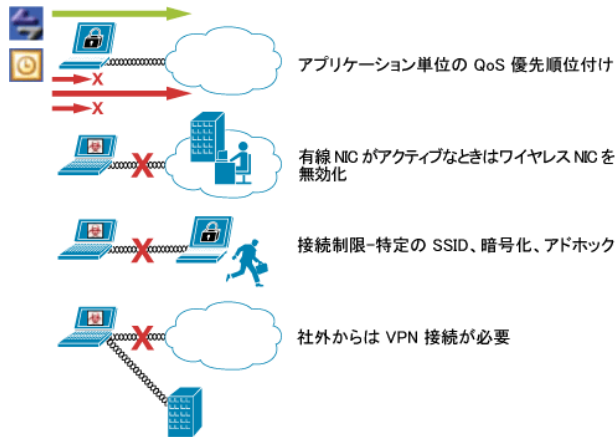 アプリケーション単位の QoS 優先順位付け
有線 NIC がアクティブなときはワイヤレス NIC を
無効化
接続制限-特定の SSID、暗号化、アドホック
社外からは VPN 接続が必要